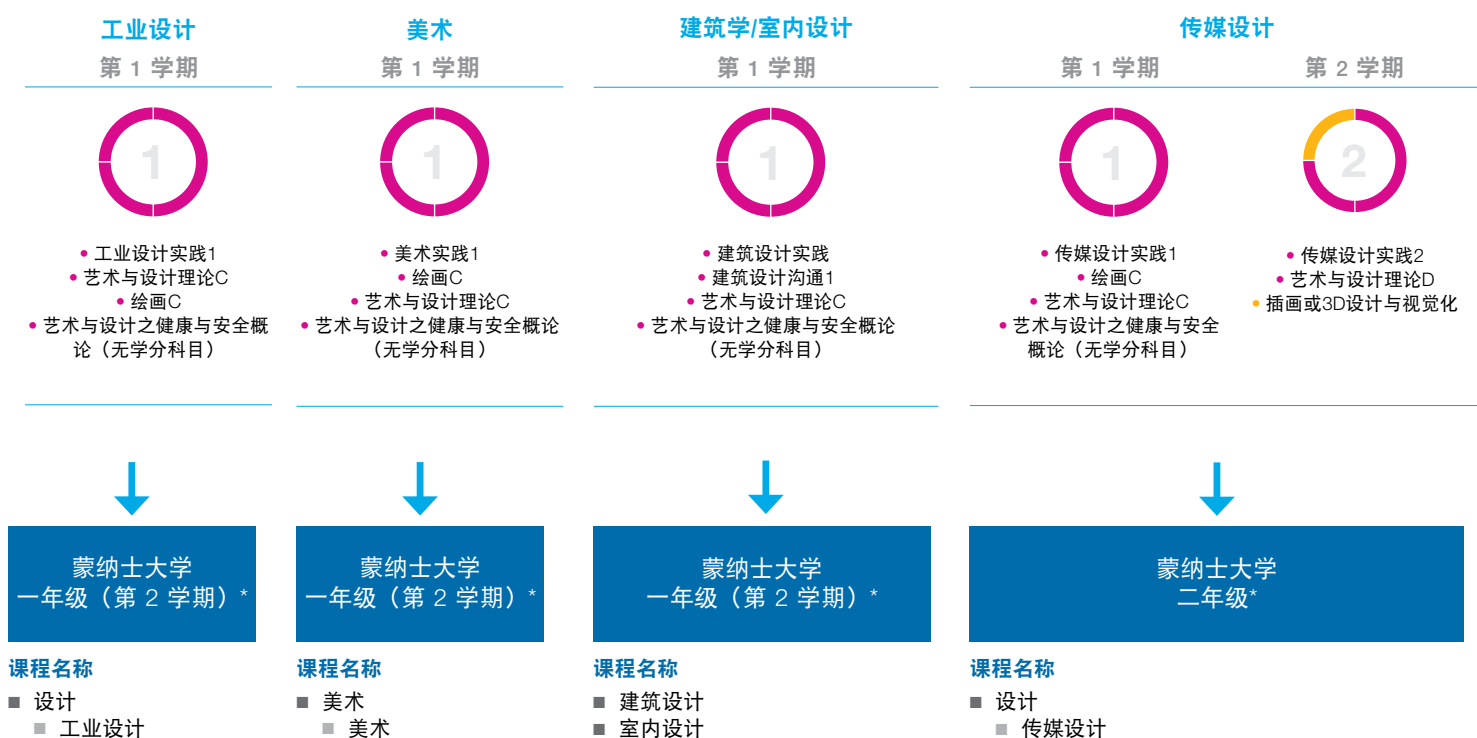 工业设计
第 1 学期
1
• 工业设计实践1
• 艺术与设计理论C
• 绘画C
• 艺术与设计之健康与安全概
论（无学分科目）
蒙纳士大学
一年级（第 2 学期）*
课程名称
■ 设计
■ 工业设计
美术
第 1 学期
1
• 美术实践1
• 绘画C
• 艺术与设计理论C
• 艺术与设计之健康与安全概论
（无学分科目）
蒙纳士大学
一年级（第 2 学期）*
课程名称
■ 美术
■ 美术
建筑学/室内设计
第 1 学期
1
• 建筑设计实践
• 建筑设计沟通1
• 艺术与设计理论C
• 艺术与设计之健康与安全概论
（无学分科目）
蒙纳士大学
一年级（第 2 学期）*
课程名称
■ 建筑设计
■ 室内设计
传媒设计
第 1 学期
1
• 传媒设计实践1
• 绘画C
• 艺术与设计理论C
• 艺术与设计之健康与安全
概论（无学分科目）
第 2 学期
2
• 传媒设计实践2
• 艺术与设计理论D
• 插画或3D设计与视觉化
蒙纳士大学
二年级*
课程名称
■ 设计
■ 传媒设计